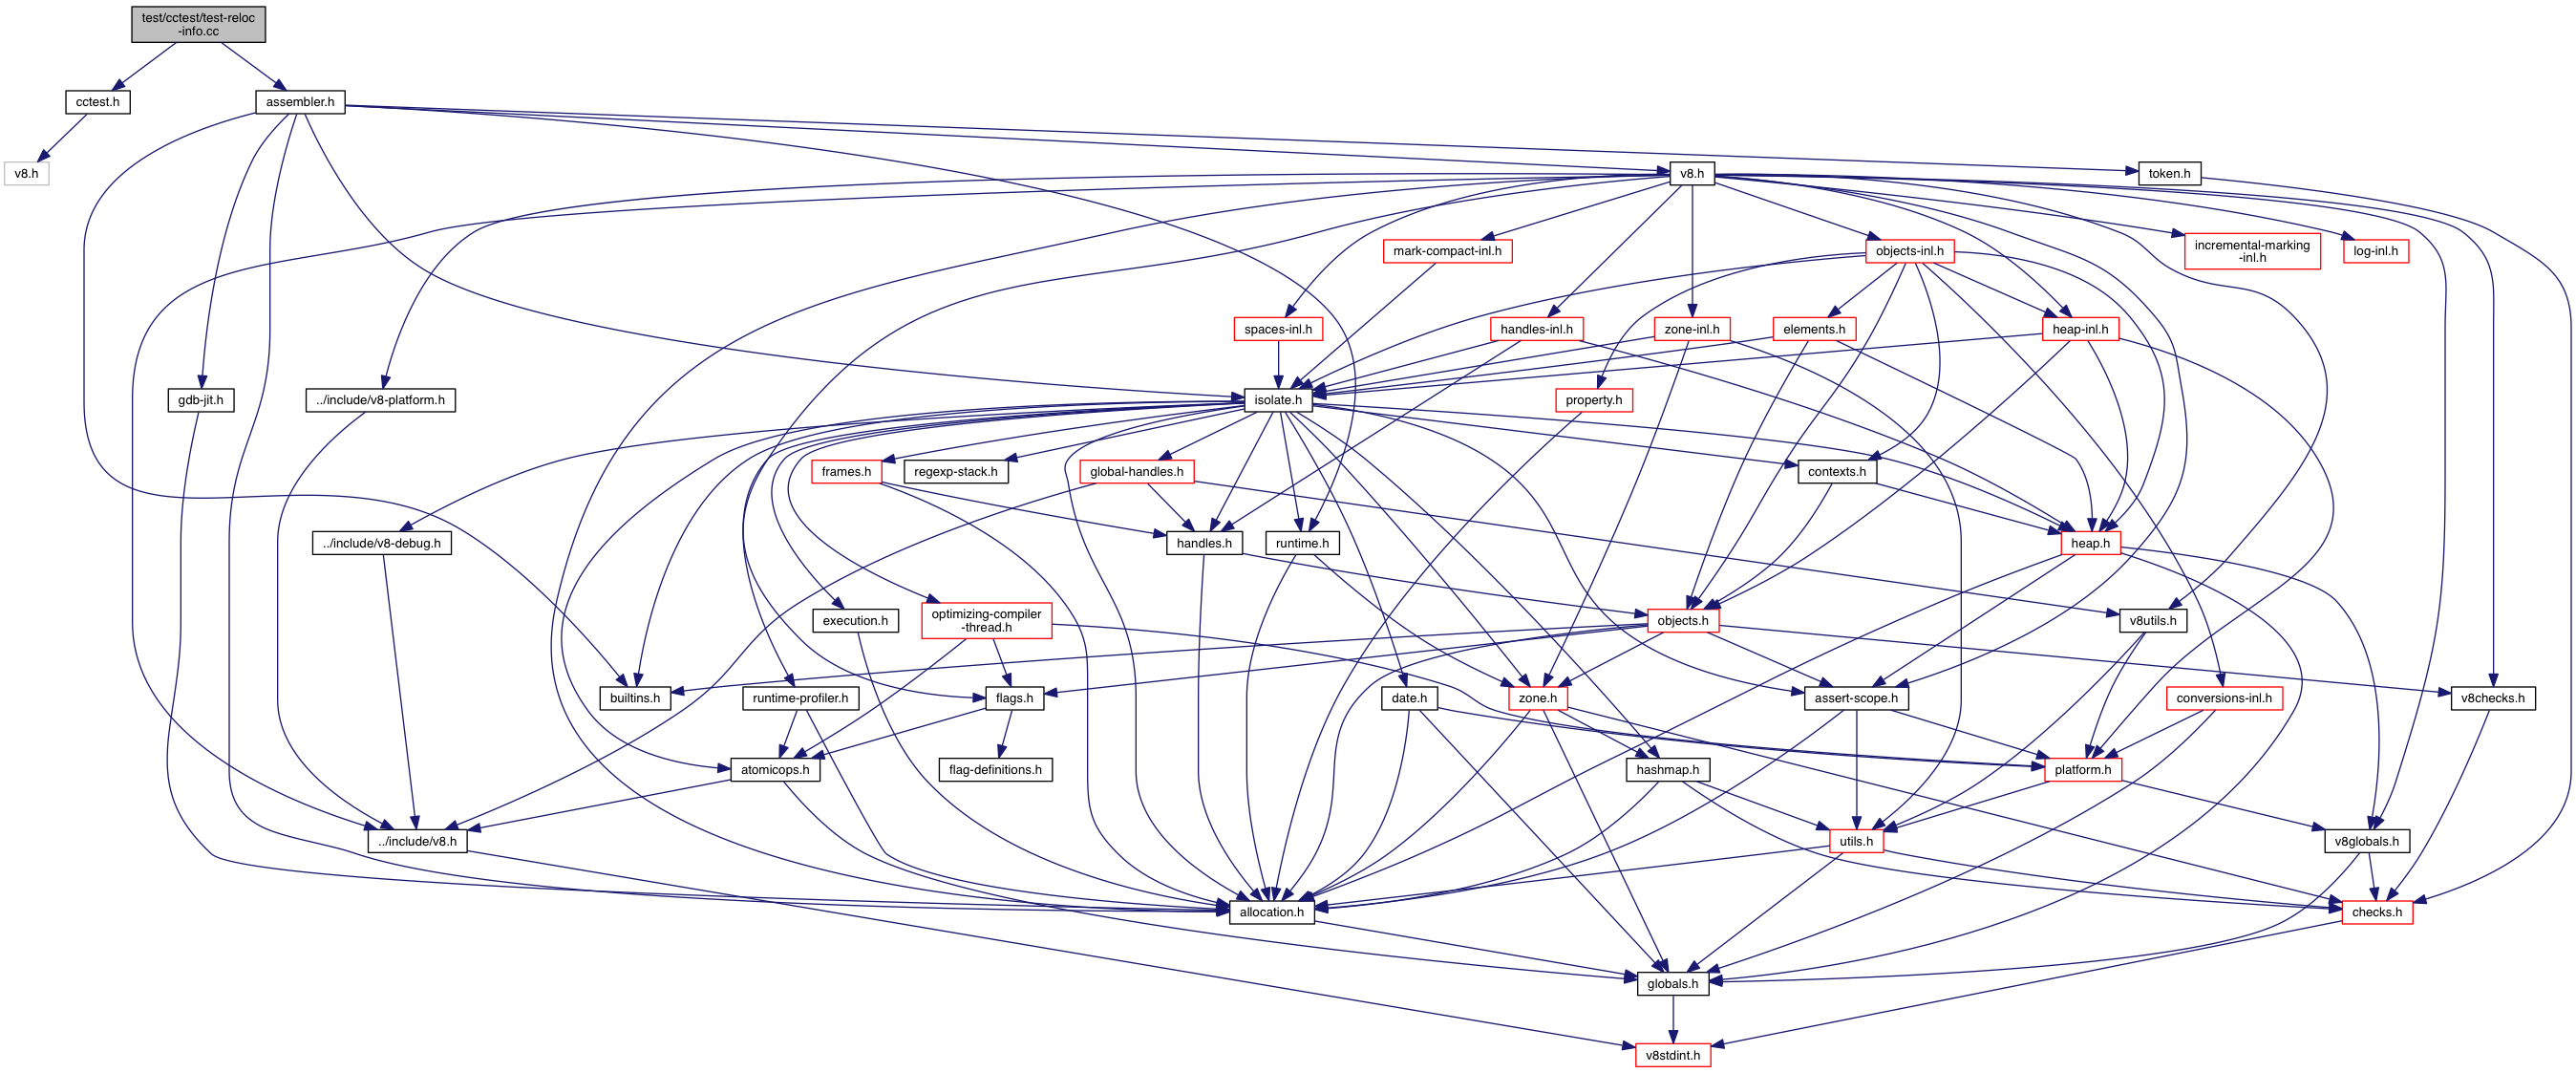 test/cctest/test-reloc
-info.cc
cctest.h
assembler.h
v8.h
v8.h
token.h
mark-compact-inl.h
objects-inl.h
incremental-marking
-inl.h
log-inl.h
spaces-inl.h
handles-inl.h
zone-inl.h
elements.h
heap-inl.h
gdb-jit.h
../include/v8-platform.h
isolate.h
property.h
frames.h
regexp-stack.h
global-handles.h
contexts.h
../include/v8-debug.h
handles.h
runtime.h
heap.h
execution.h
optimizing-compiler
-thread.h
objects.h
v8utils.h
builtins.h
runtime-profiler.h
flags.h
date.h
zone.h
assert-scope.h
conversions-inl.h
v8checks.h
atomicops.h
flag-definitions.h
hashmap.h
platform.h
../include/v8.h
utils.h
v8globals.h
allocation.h
checks.h
globals.h
v8stdint.h